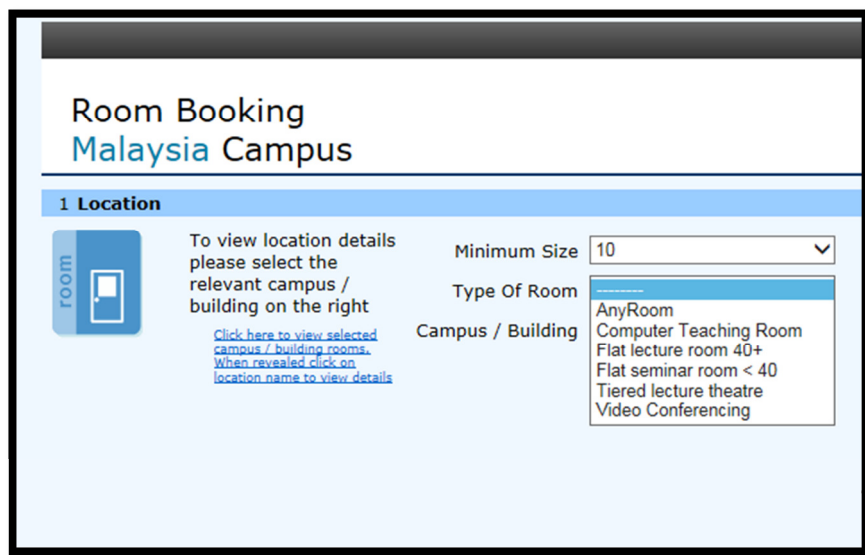 Room Booking
Malaysia Campus
1 Location
room
To view location details
please select the
relevant campus /
building on the right
Click here to view selected
campus / building rooms.
When revealed click on
location name to view details
Minimum Size 10
Type Of Room --------
AnyRoom
Computer Teaching Room
Flat lecture room 40+
Flat seminar room < 40
Tiered lecture theatre
Video Conferencing
Campus / Building